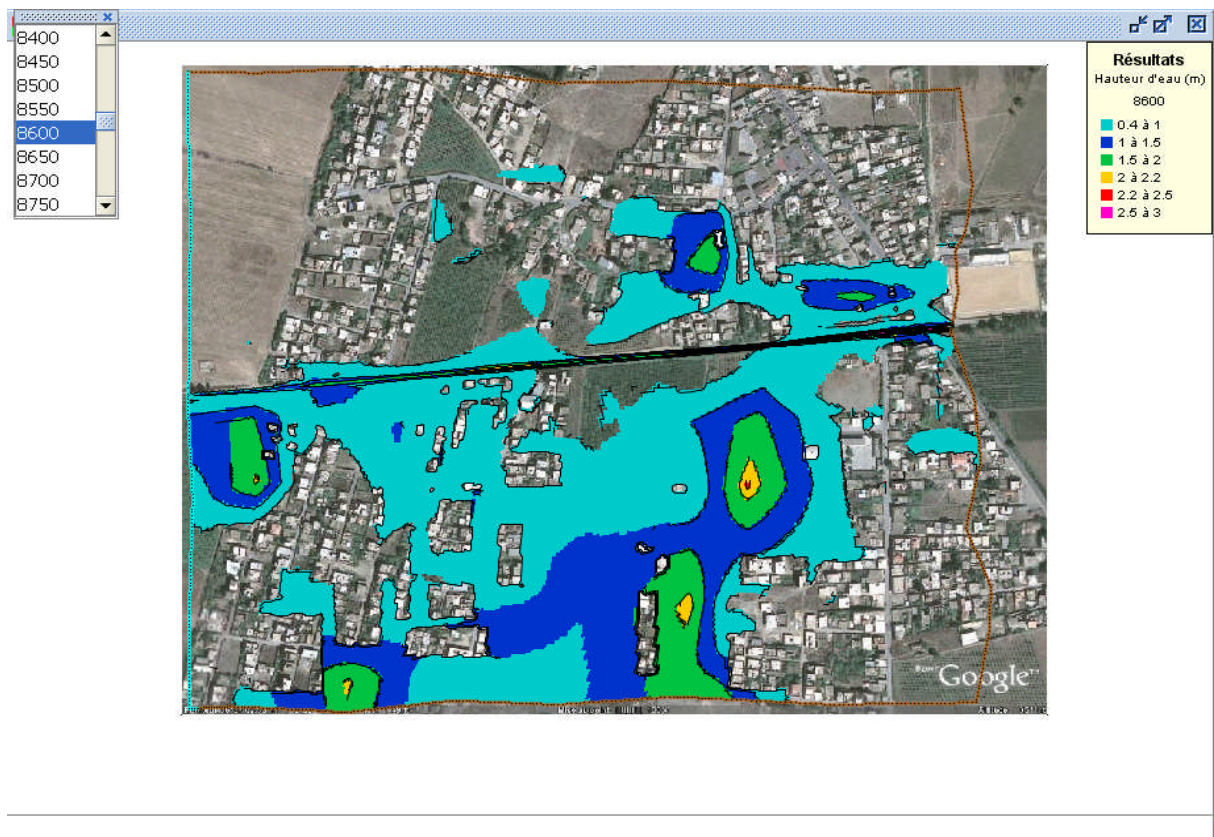 8400
8450
8500
8550
8600
8650
8700
8750
Résultats
Hauteur d'eau (m)
8600
0.4 à 1
1 à 1.5
1.5 à 2
2 à 2.2
2.2 à 2.5
2.5 à 3
Google